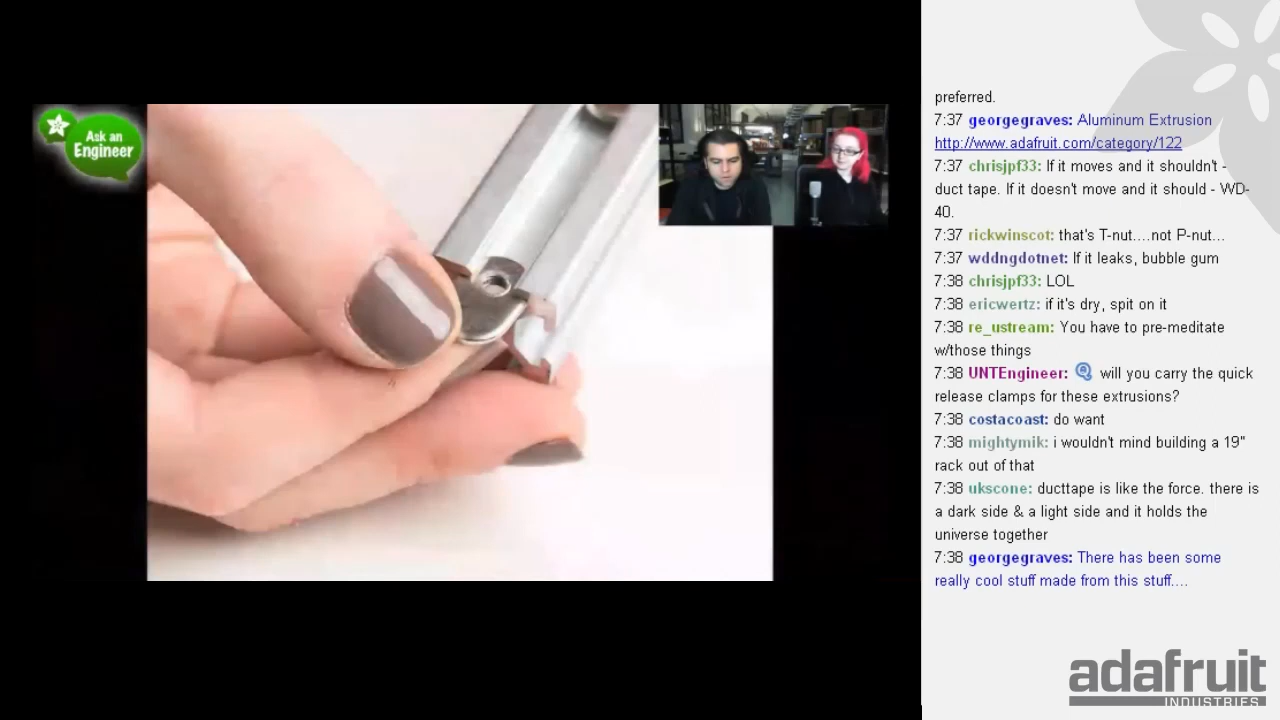 Ask an
Engineer
preferred.
7:37 georgegraves: Aluminum Extrusion
http://www.adafruit.com/category/122
7:37 chrisjpf33: If it moves and it shouldn't -
duct tape. If it doesn't move and it should - WD-
40.
7:37 rickwinscot: that's T-nut....not P-nut...
7:37 wddngdotnet: If it leaks, bubble gum
7:38 chrisjpf33: LOL
7:38 ericwertz: if it's dry, spit on it
7:38 re_ustream: You have to pre-meditate
w/those things
7:38 UNTEngineer: Q will you carry the quick
release clamps for these extrusions?
7:38 costacoast: do want
7:38 mightymik: i wouldn't mind building a 19"
rack out of that
7:38 ukscone: ducttape is like the force. there is
a dark side & a light side and it holds the
universe together
7:38 georgegraves: There has been some
really cool stuff made from this stuff....
adafruit
INDUSTRIES